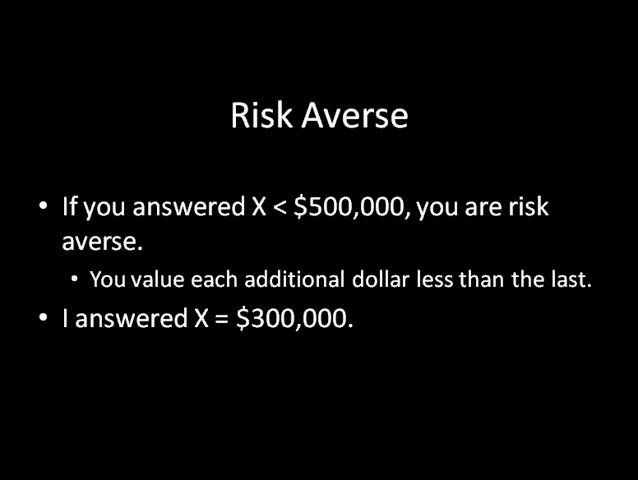 Risk Averse
• If you answered X < $500,000, you are risk
averse.
• You value each additional dollar less than the last.
• I answered X = $300,000.